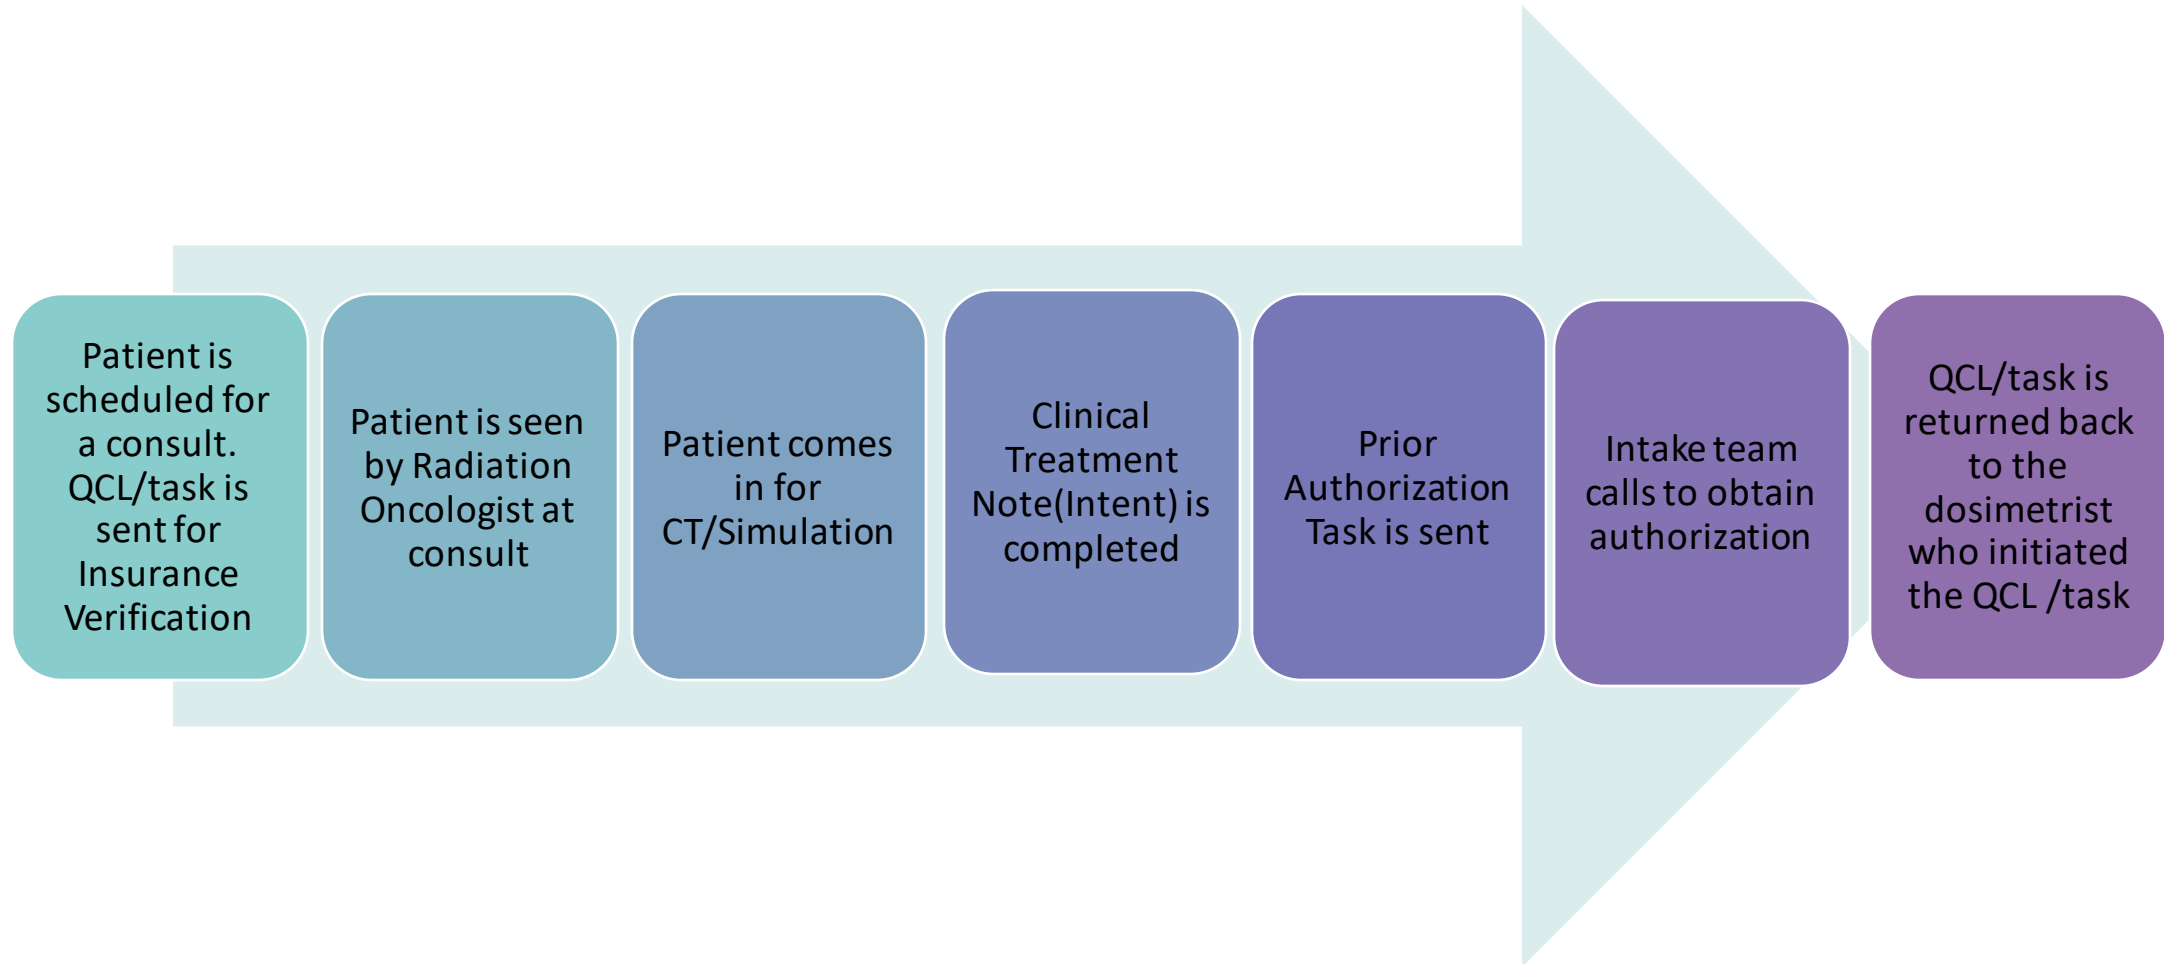 Patient is
scheduled for
a consult.
QCL/task is
sent for
Insurance
Verification
Patient is seen
by Radiation
Oncologist at
consult
Patient comes
in for
CT/Simulation
Clinical
Treatment
Note(Intent) is
completed
Prior
Authorization
Task is sent
Intake team
calls to obtain
authorization
QCL/task is
returned back
to the
dosimetrist
who initiated
the QCL /task